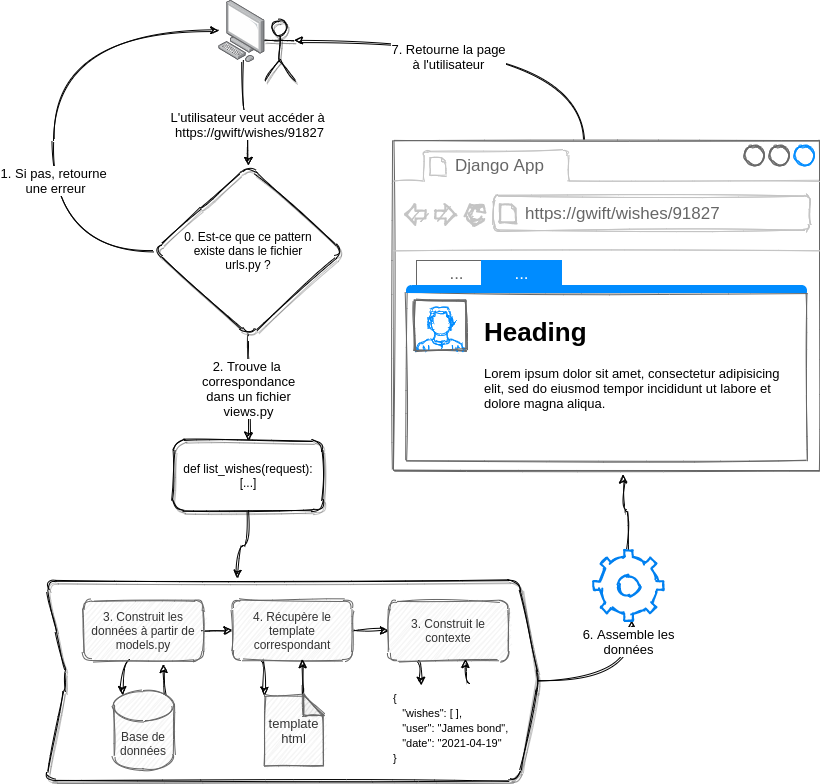 7. Retourne la page
à l'utilisateur
L'utilisateur veut accéder à
https://gwift/wishes/91827
1. Si pas, retourne
une erreur
0. Est-ce que ce pattern
existe dans le fichier
urls.py ?
Django App
https://gwift/wishes/91827
...
...
Heading
Lorem ipsum dolor sit amet, consectetur adipisicing
elit, sed do eiusmod tempor incididunt ut labore et
dolore magna aliqua.
2. Trouve la
correspondance
dans un fichier
views.py
def list_wishes(request):
[...]
3. Construit les
données à partir de
models.py
4. Récupère le
template
correspondant
3. Construit le
contexte
6. Assemble les
données
Base de
données
template
html
{
"wishes": [ ],
"user": "James bond",
"date": "2021-04-19"
}